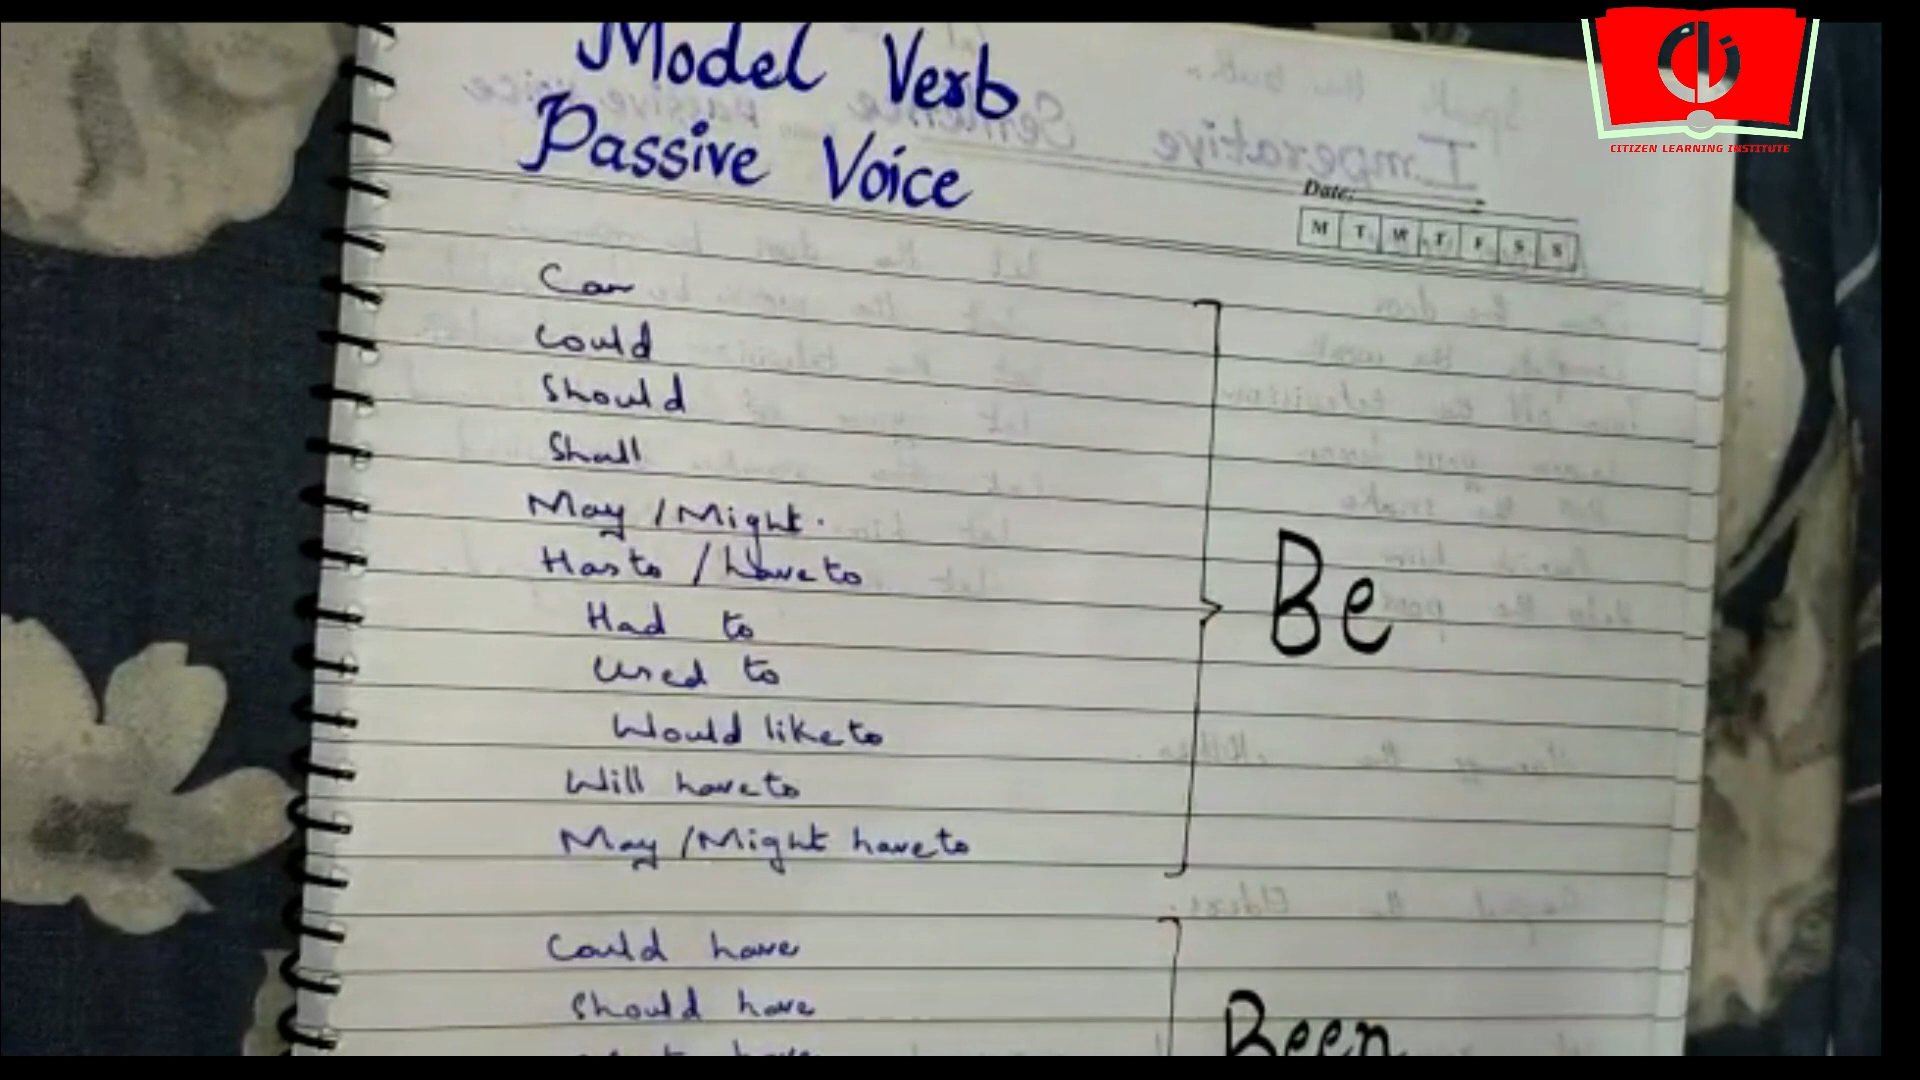 Model Verb
Passive Voice
CITIZEN LEARNING INSTITUTE
Date:
M T W T F S S
Can
Could
Should
Shall
May / Might.
Has to / have to
Had to
Used to
Would like to
Will have to
May / Might have to
Be
Could have
Should have
have
Been